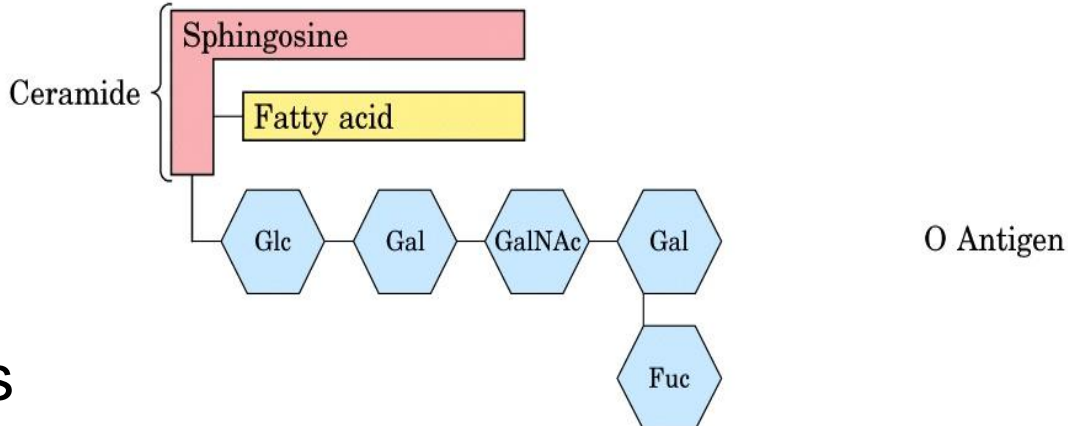 Sphingosine
Ceramide
Fatty acid
Glc Gal GalNAc Gal O Antigen
s
Fuc